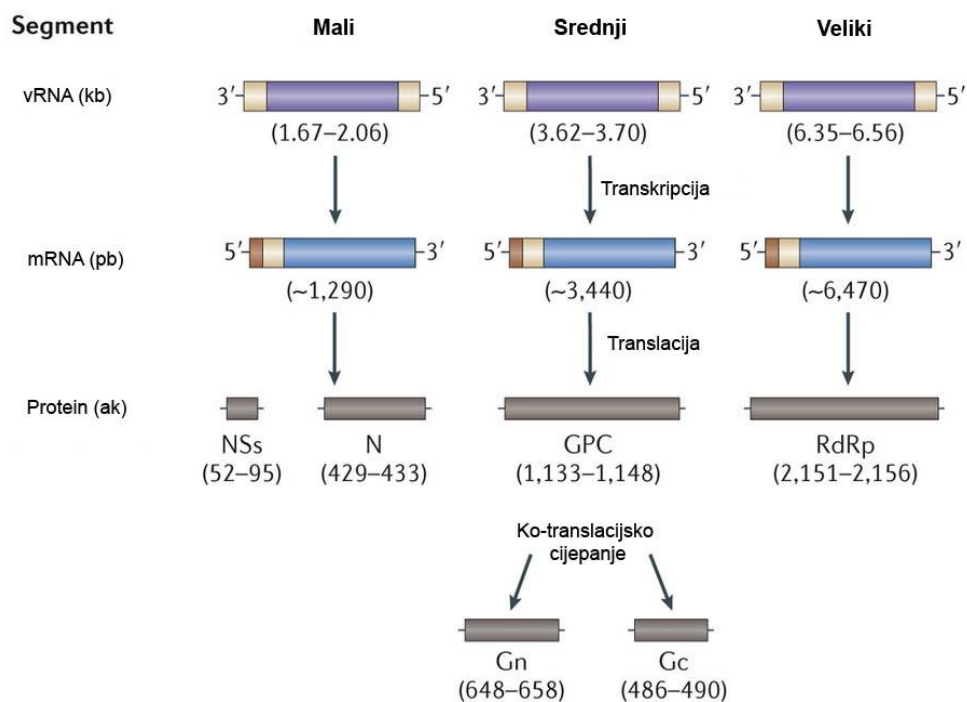 Segment Mali Srednji Veliki
vRNA (kb) 3′ 5′ 3′ 5′ 3′ 5′
(1.67–2.06) (3.62–3.70) (6.35–6.56)
Transkripcija
mRNA (pb) 5′ 3′ 5′ 3′ 5′ 3′
(~1,290) (~3,440) (~6,470)
Translacija
Protein (ak)
NSs N GPC RdRp
(52–95) (429–433) (1,133–1,148) (2,151–2,156)
Ko-translacijsko
cijepanje
Gn Gc
(648–658) (486–490)